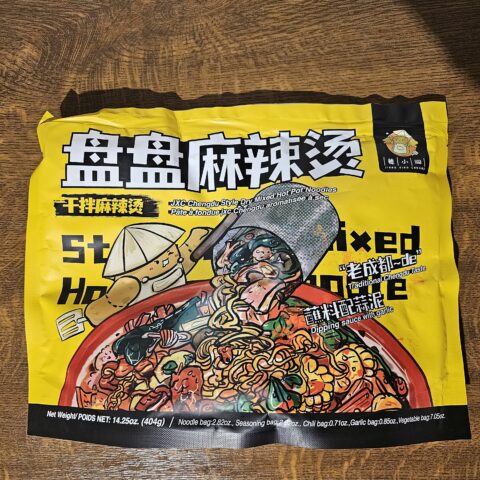 盘盘麻辣烫
干拌麻辣烫
JXC Chengdu Style Dry Mixed Hot Pot Noodles
Pâte à fondue jxc Chengdu aromatisée à sec
"老成都~de"
Traditional Chengdu taste
蘸料配蒜泥
Dipping sauce with garlic
Net Weight/ POIDS NET: 14.25oz. (404g) / Noodle bag:2.82oz., Seasoning bag: Chili bag:0.71oz.,Garlic bag:0.85oz.,Vegetable bag:7.05oz.